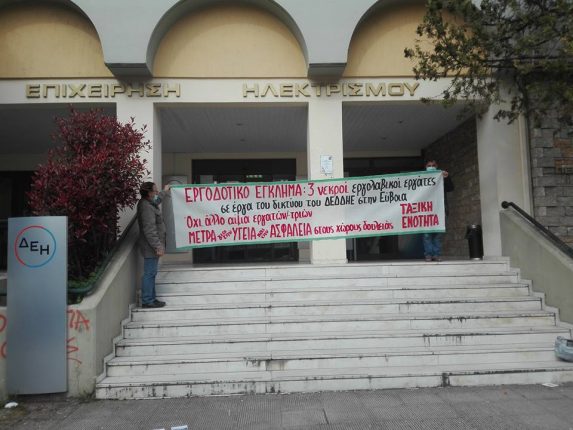 ΕΠΙΧΕΙΡΗΣΗ ΗΛΕΚΤΡΙΣΜΟΥ
ΕΡΓΟΔΟΤΙΚΟ ΕΓΚΛΗΜΑ: 3 νεκροί εργολαβικοί εργάτες
σε έργα του δικτύου του ΔΕΔΔΗΕ στην Εύβοια
Όχι άλλο αίμα εργατών/τριών
ΜΕΤΡΑ ΥΓΕΙΑ ΑΣΦΑΛΕΙΑ στους χώρους δουλειάς
ΤΑΞΙΚΗ
ΕΝΟΤΗΤΑ
ΔΕΗ